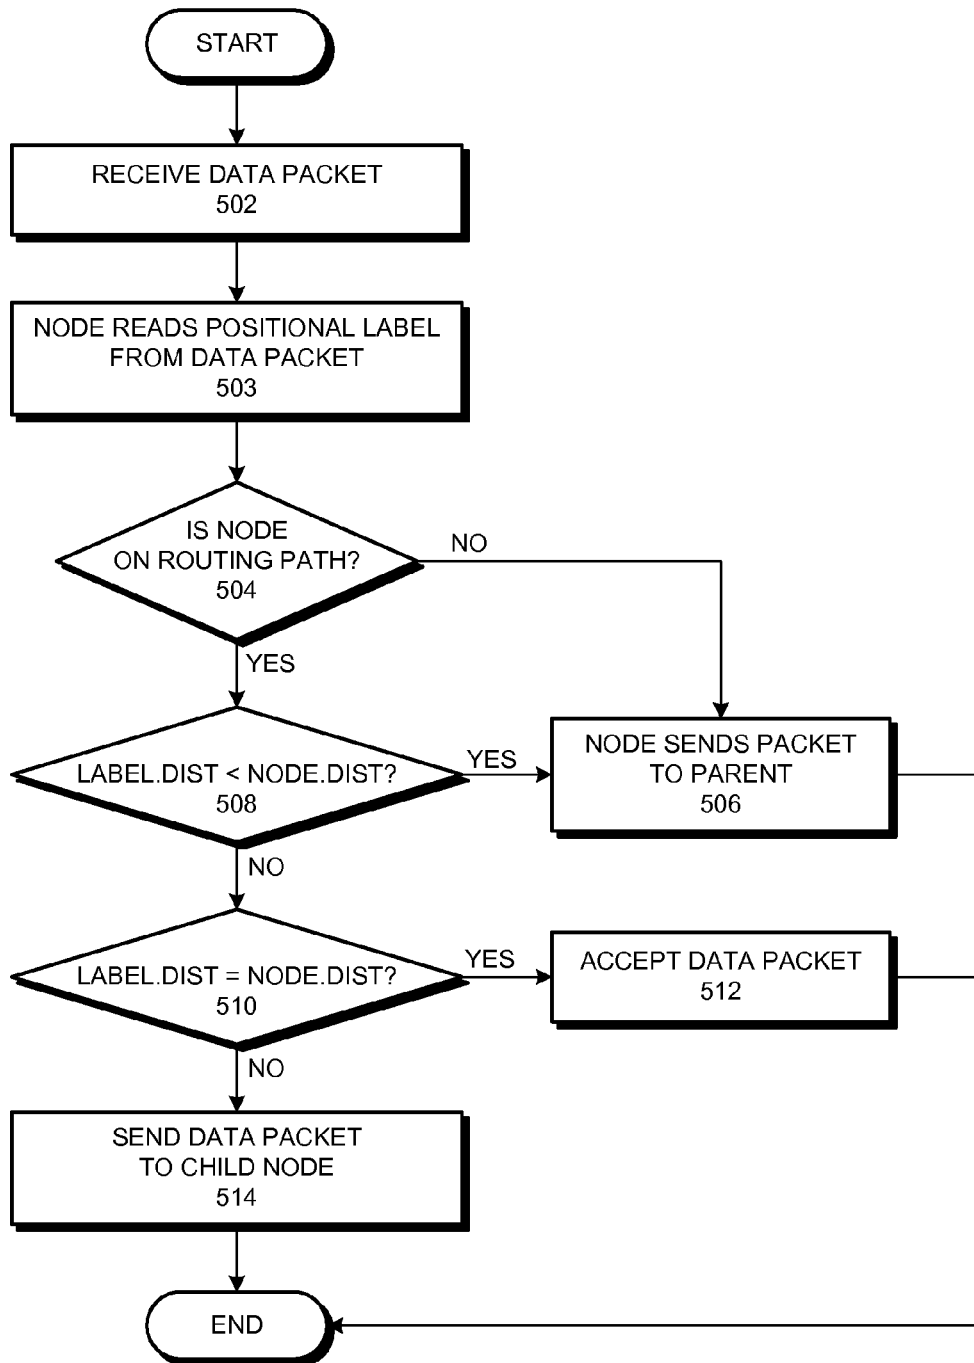 START
RECEIVE DATA PACKET
502
NODE READS POSITIONAL LABEL
FROM DATA PACKET
503
IS NODE
ON ROUTING PATH?
504
NO
YES
LABEL.DIST < NODE.DIST?
508
YES
NODE SENDS PACKET
TO PARENT
506
NO
LABEL.DIST = NODE.DIST?
510
YES
ACCEPT DATA PACKET
512
NO
SEND DATA PACKET
TO CHILD NODE
514
END